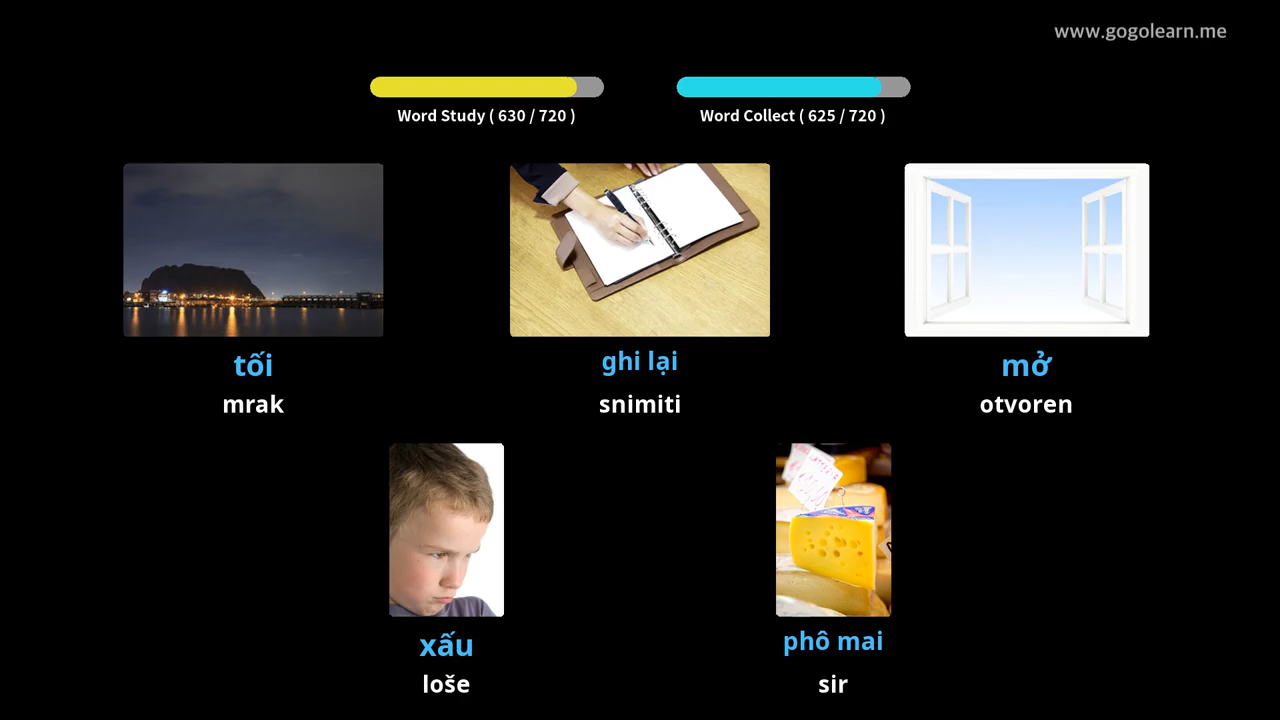 www.gogolearn.me
Word Study ( 630 / 720 )
Word Collect ( 625 / 720 )
tối
mrak
ghi lại
snimiti
mở
otvoren
xấu
loše
phô mai
sir